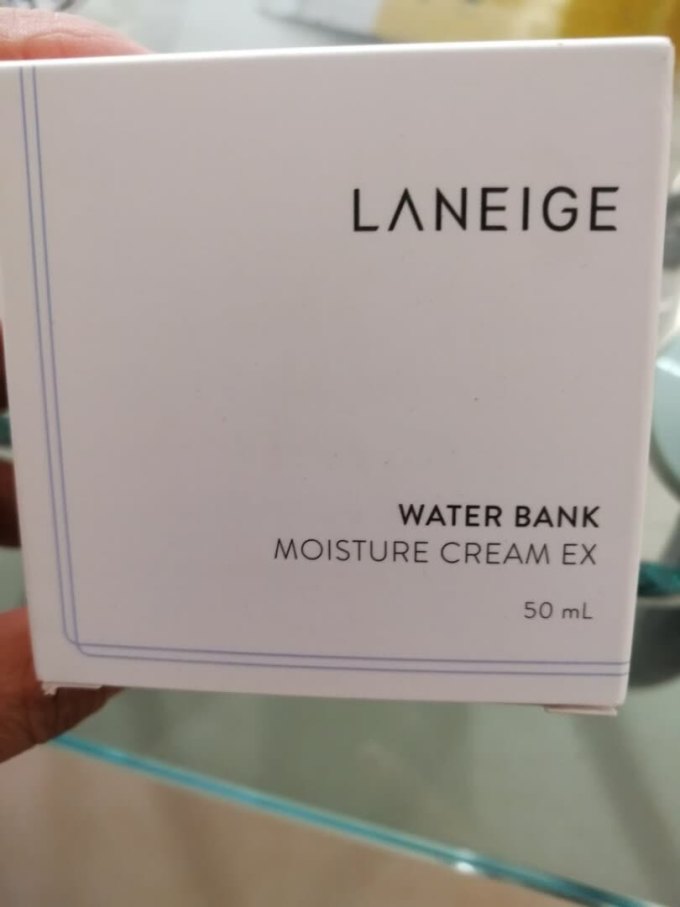 LANEIGE
WATER BANK
MOISTURE CREAM EX
50 mL